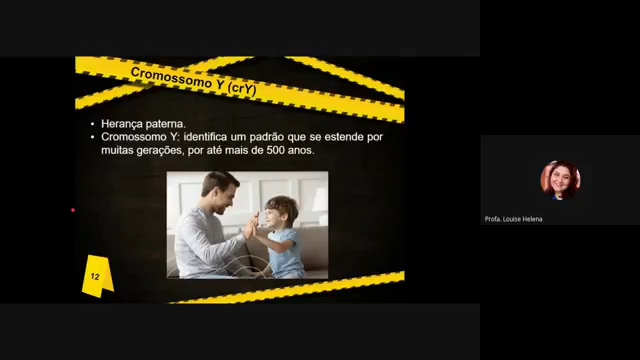 Cromossomo Y (crY)
• Herança paterna.
• Cromossomo Y: identifica um padrão que se estende por
muitas gerações, por até mais de 500 anos.
12
Profa. Louise Helena